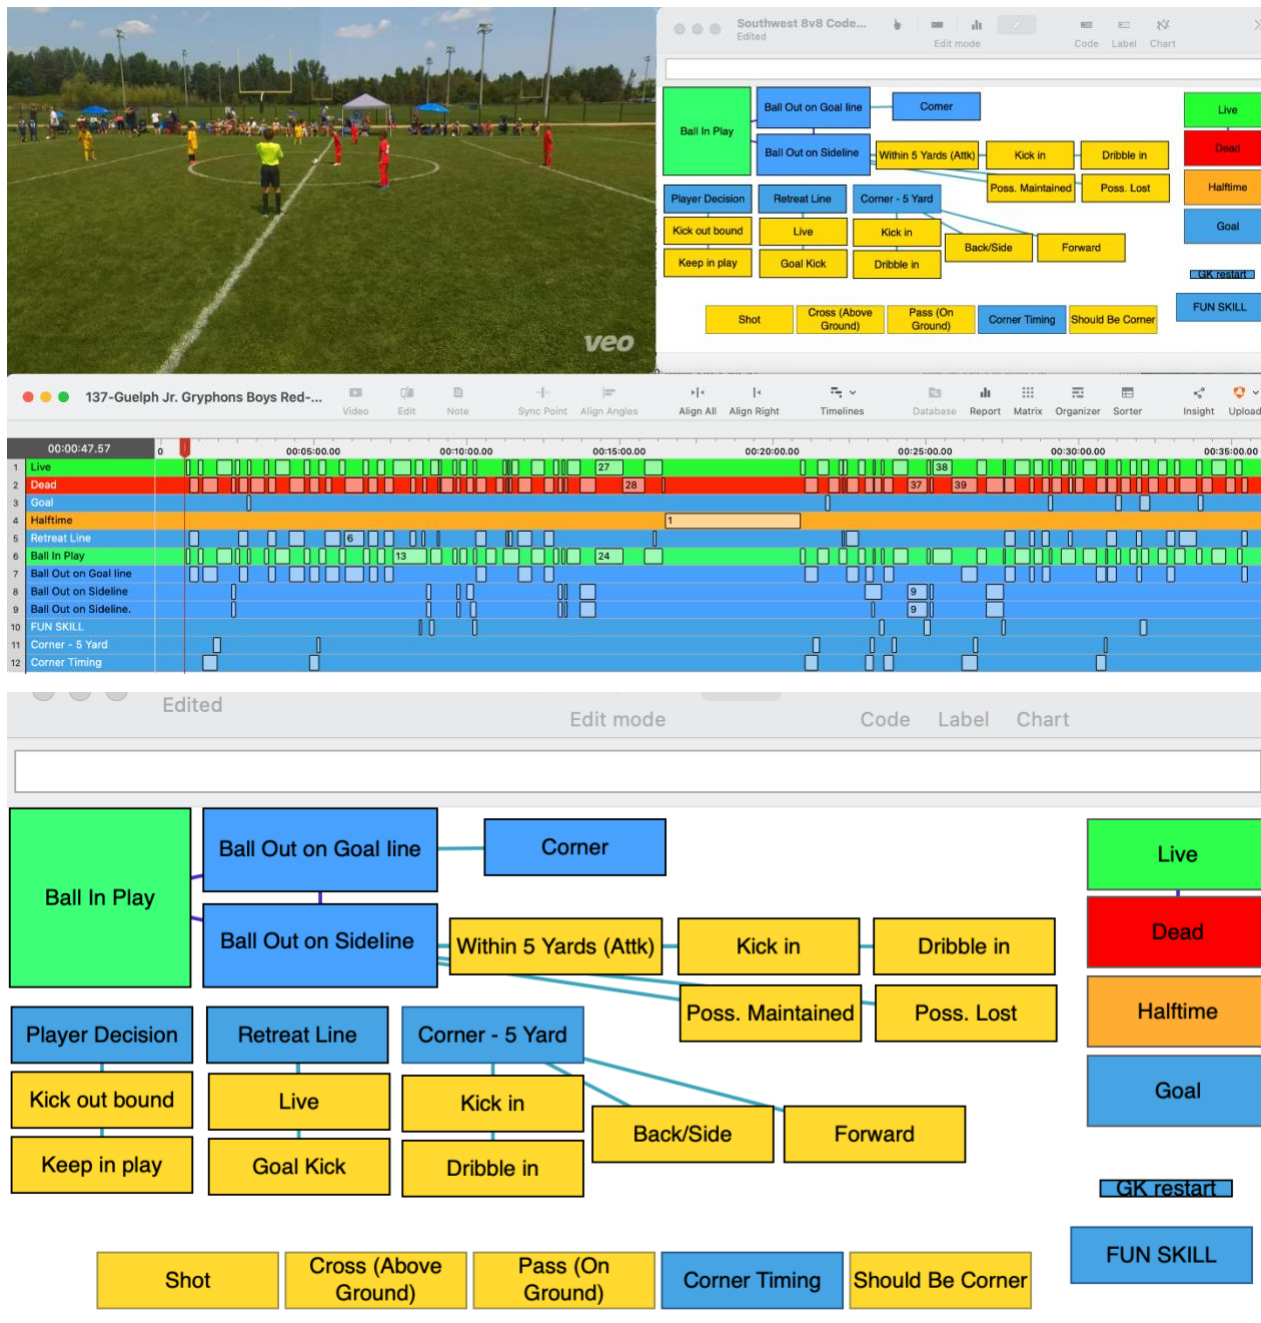 Southwest 8v8 Code...
Edited
Edit mode
Code Label Chart
Ball In Play
Ball Out on Goal line
Corner
Ball Out on Sideline
Within 5 Yards (Attk)
Kick in
Dribble in
Poss. Maintained
Poss. Lost
Live
Dead
Halftime
Goal
Player Decision
Retreat Line
Corner - 5 Yard
Kick out bound
Live
Kick in
Back/Side
Forward
Keep in play
Goal Kick
Dribble in
GK restart
FUN SKILL
Shot
Cross (Above
Ground)
Pass (On
Ground)
Corner Timing
Should Be Corner
veo
137-Guelph Jr. Gryphons Boys Red-...
Video Edit Note Sync Point Align Angles Align All Align Right Timelines Database Report Matrix Organizer Sorter Insight Upload
00:00:47.57 0 00:05:00.00 00:10:00.00 00:15:00.00 00:20:00.00 00:25:00.00 00:30:00.00 00:35:00.00
1 Live 27 38
2 Dead 28 37 39
3 Goal
4 Halftime 1
5 Retreat Line 6
6 Ball In Play 13 24
7 Ball Out on Goal line
8 Ball Out on Sideline 9
9 Ball Out on Sideline. 9
10 FUN SKILL
11 Corner - 5 Yard
12 Corner Timing
Edited
Edit mode
Code Label Chart
Ball In Play
Ball Out on Goal line
Corner
Ball Out on Sideline
Within 5 Yards (Attk)
Kick in
Dribble in
Poss. Maintained
Poss. Lost
Live
Dead
Halftime
Goal
Player Decision
Retreat Line
Corner - 5 Yard
Kick out bound
Live
Kick in
Back/Side
Forward
Keep in play
Goal Kick
Dribble in
GK restart
FUN SKILL
Shot
Cross (Above
Ground)
Pass (On
Ground)
Corner Timing
Should Be Corner